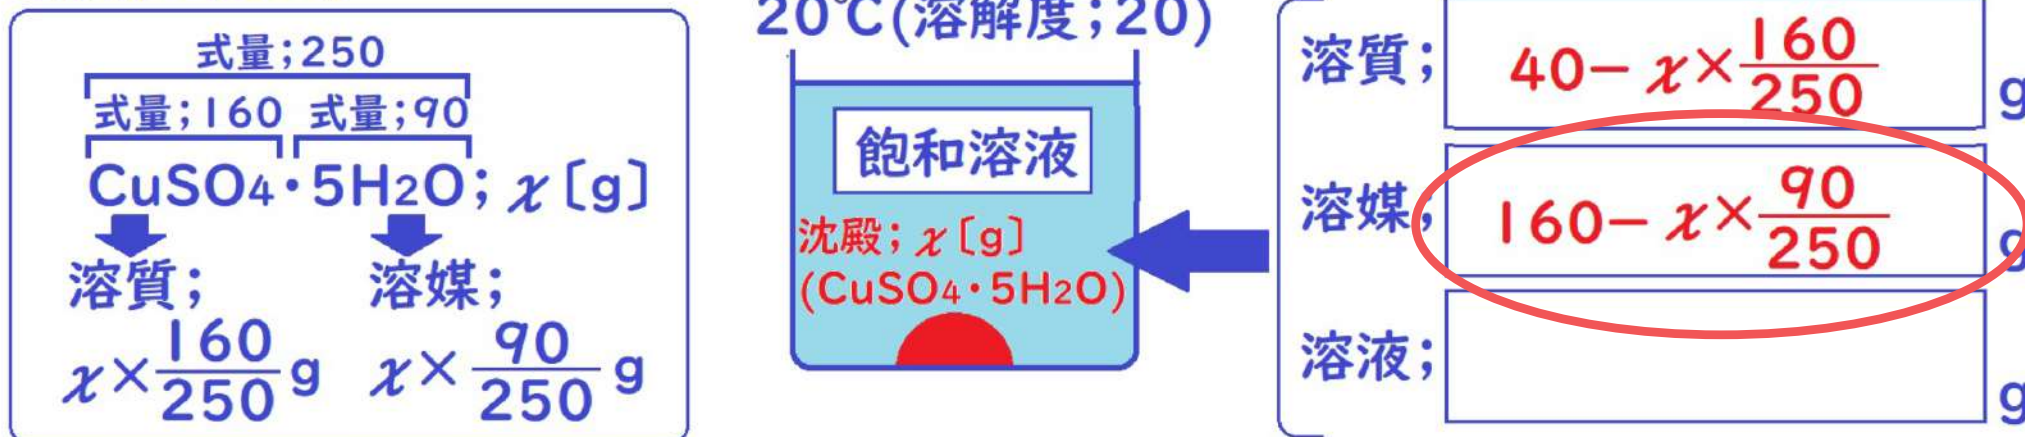 式量;250
式量;160 式量;90
CuSO4・5H2O; x〔g〕
溶質; 溶媒;
x×160/250 g x×90/250 g
20℃(溶解度;20)
飽和溶液
沈殿; x〔g〕
(CuSO4・5H2O)
溶質; 40－x×160/250 g
溶媒; 160－x×90/250 g
溶液; g